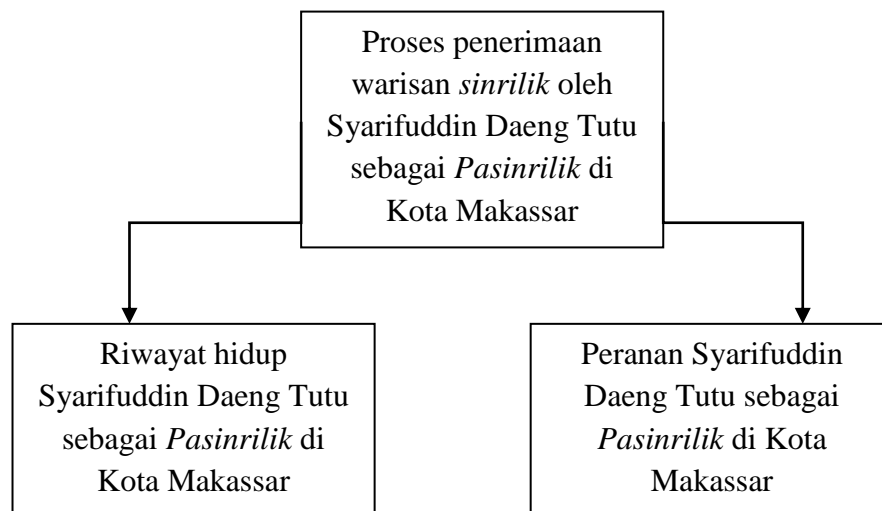 Proses penerimaan
warisan sinrilik oleh
Syarifuddin Daeng Tutu
sebagai Pasinrilik di
Kota Makassar
Riwayat hidup
Syarifuddin Daeng Tutu
sebagai Pasinrilik di
Kota Makassar
Peranan Syarifuddin
Daeng Tutu sebagai
Pasinrilik di Kota
Makassar